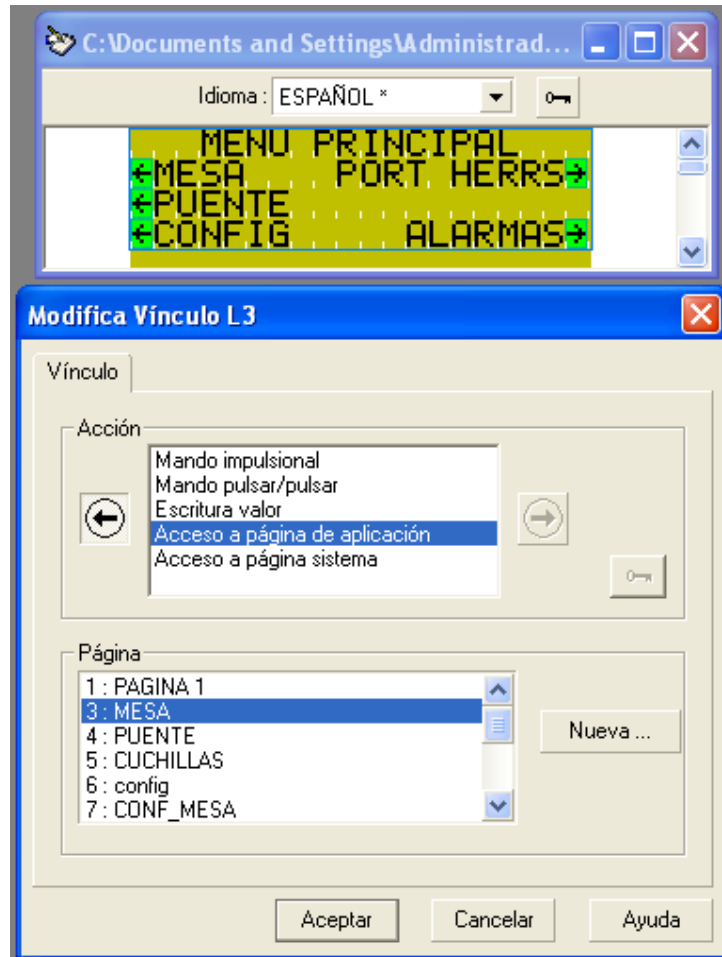 C:\Documents and Settings\Administrad...
Idioma : ESPAÑOL *
MENU PRINCIPAL
←MESA PORT HERRS→
←PUENTE
←CONFIG ALARMAS→
Modifica Vínculo L3
Vínculo
Acción
Mando impulsional
Mando pulsar/pulsar
Escritura valor
Acceso a página de aplicación
Acceso a página sistema
Página
1 : PAGINA 1
3 : MESA
4 : PUENTE
5 : CUCHILLAS
6 : config
7 : CONF_MESA
Nueva ...
Aceptar Cancelar Ayuda